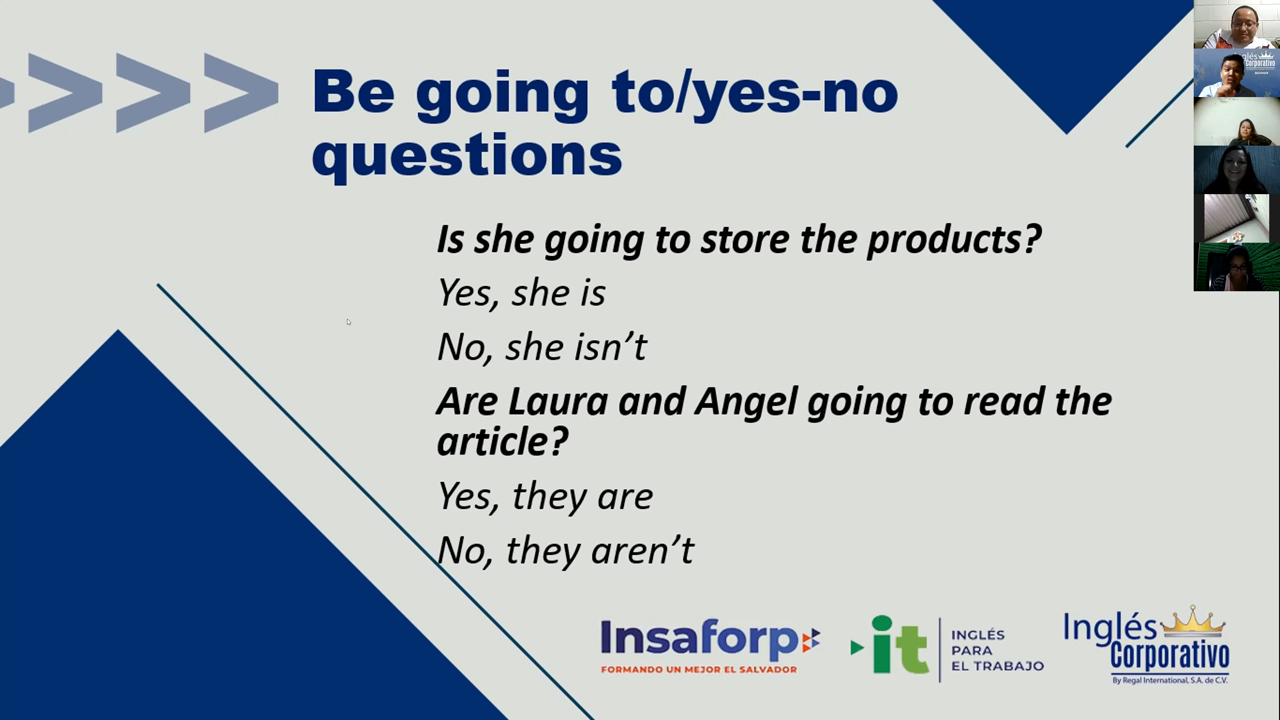 Be going to/yes-no
questions
Is she going to store the products?
Yes, she is
No, she isn’t
Are Laura and Angel going to read the
article?
Yes, they are
No, they aren’t
Insaforp
FORMANDO UN MEJOR EL SALVADOR
it
INGLÉS
PARA
EL TRABAJO
Inglés
Corporativo
By Regal International, S.A. de C.V.